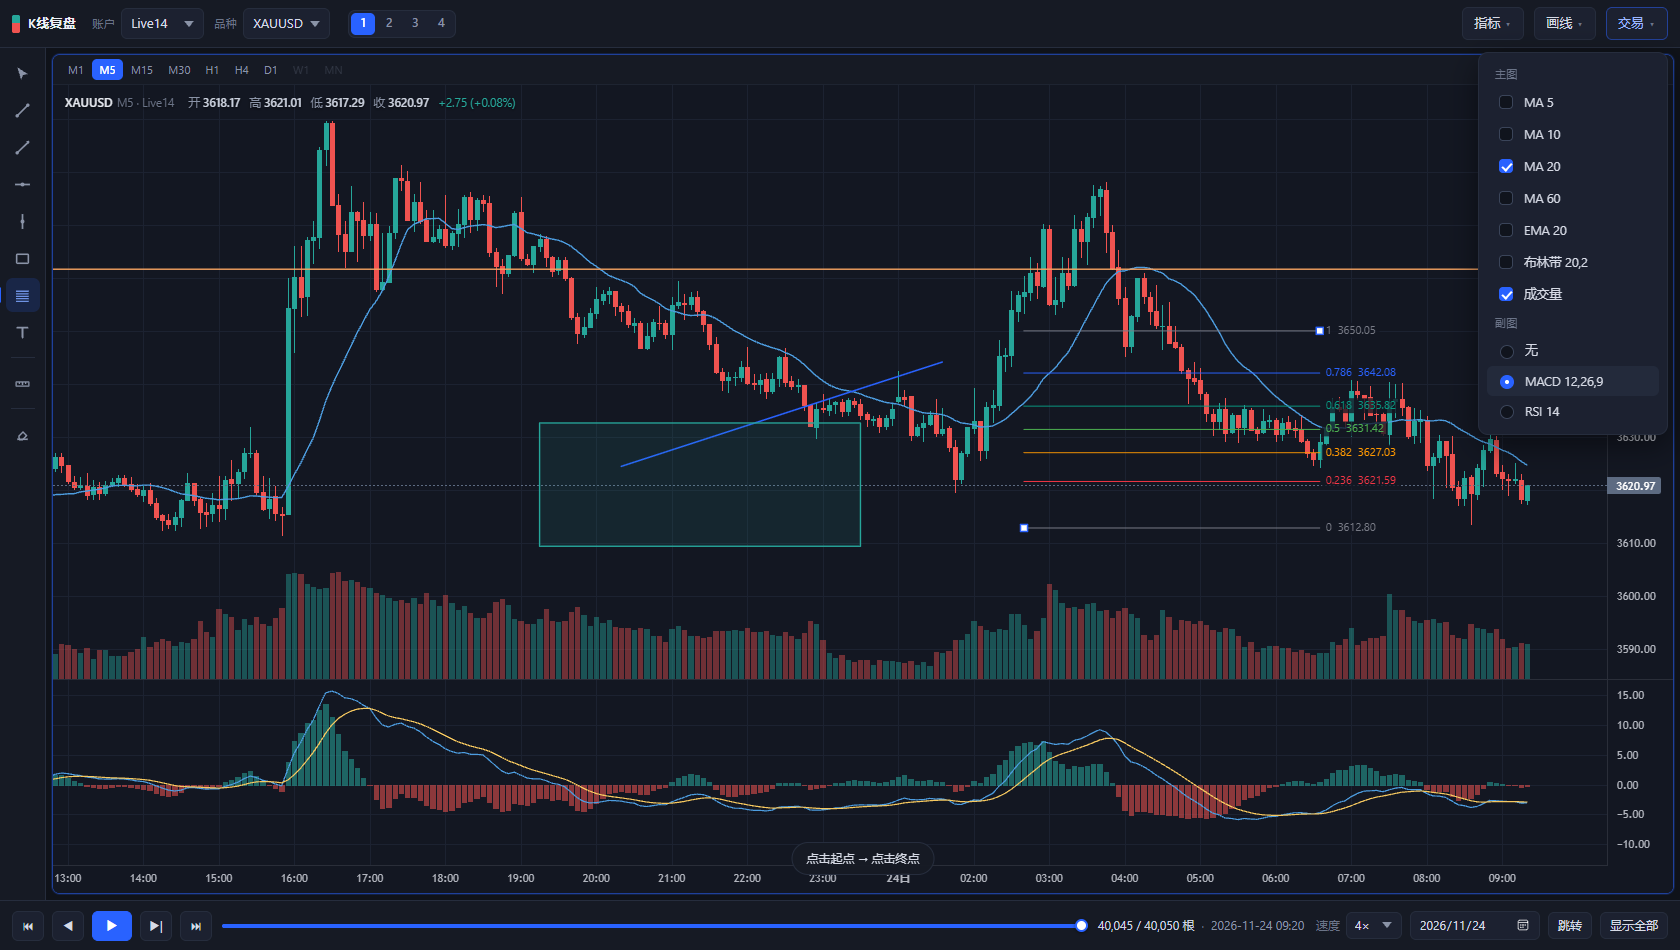 K线复盘 账户 Live14 品种 XAUUSD 1 2 3 4 指标 画线 交易
M1 M5 M15 M30 H1 H4 D1 W1 MN
XAUUSD M5 · Live14 开 3618.17 高 3621.01 低 3617.29 收 3620.97 +2.75 (+0.08%)
主图
MA 5
MA 10
MA 20
MA 60
EMA 20
布林带 20,2
成交量
副图
无
MACD 12,26,9
RSI 14
1 3650.05
0.786 3642.08
0.618 3635.82
0.5 3631.42
0.382 3627.03
0.236 3621.59
0 3612.80
3630.00
3620.97
3610.00
3600.00
3590.00
15.00
10.00
5.00
0.00
−5.00
−10.00
点击起点 → 点击终点
13:00 14:00 15:00 16:00 17:00 18:00 19:00 20:00 21:00 22:00 23:00 24日 02:00 03:00 04:00 05:00 06:00 07:00 08:00 09:00
40,045 / 40,050 根 · 2026-11-24 09:20 速度 4× 2026/11/24 跳转 显示全部